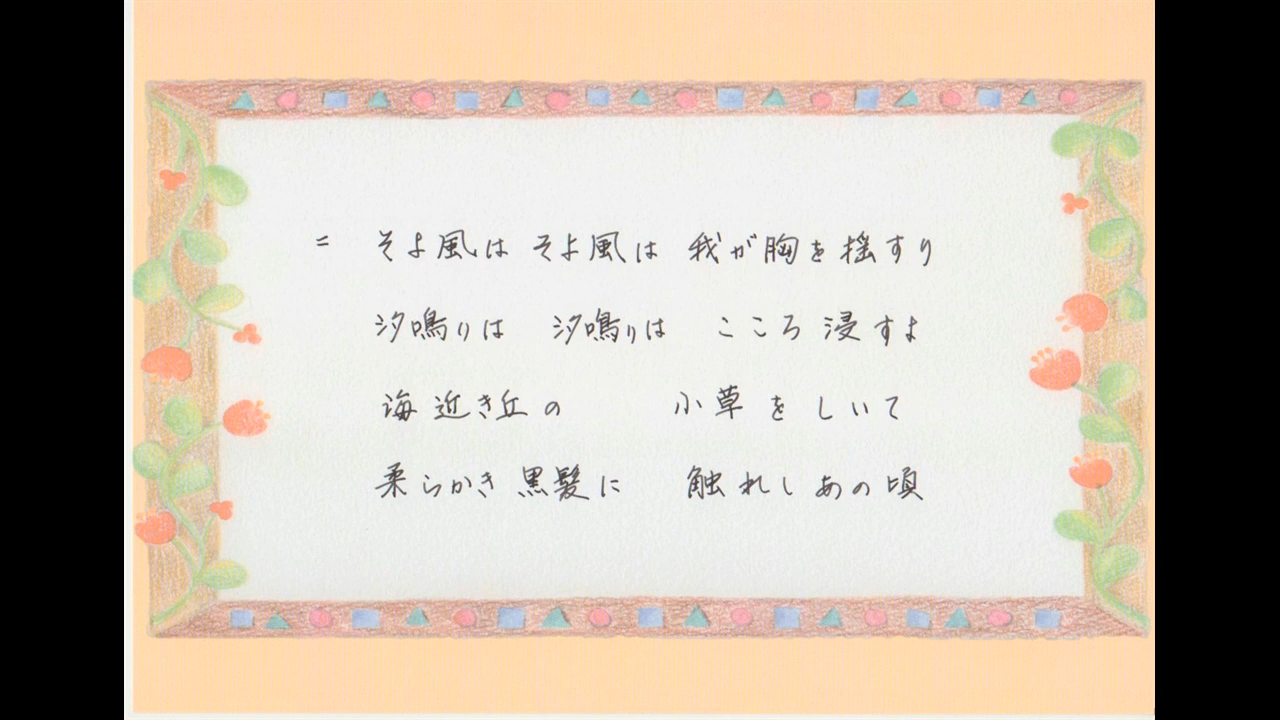 二 そよ風は そよ風は 我が胸を揺すり
汐鳴りは 汐鳴りは こころ浸すよ
海近き丘の 小草をしいて
柔らかき黒髪に 触れしあの頃